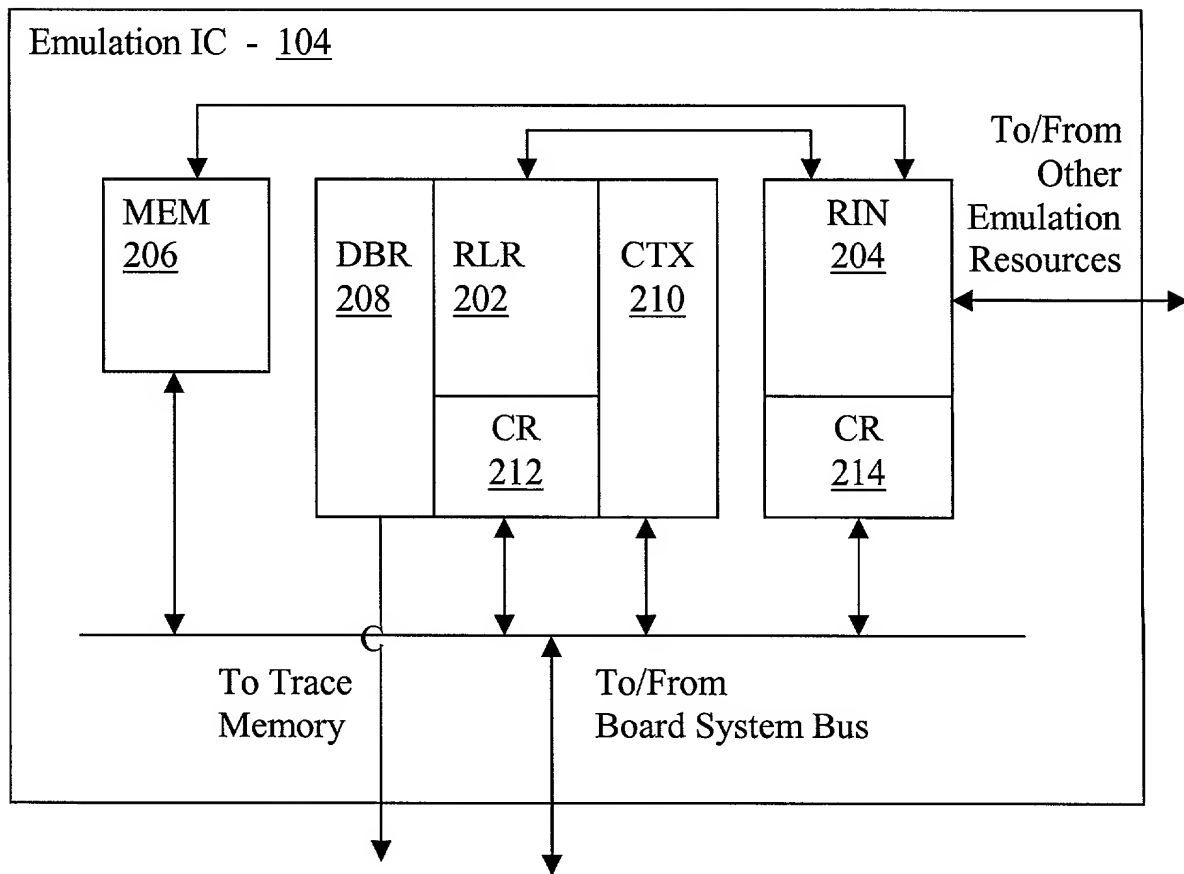 Emulation IC - 104
To/From
Other
Emulation
Resources
MEM
206
DBR
208
RLR
202
CTX
210
RIN
204
CR
212
CR
214
To Trace
Memory
To/From
Board System Bus